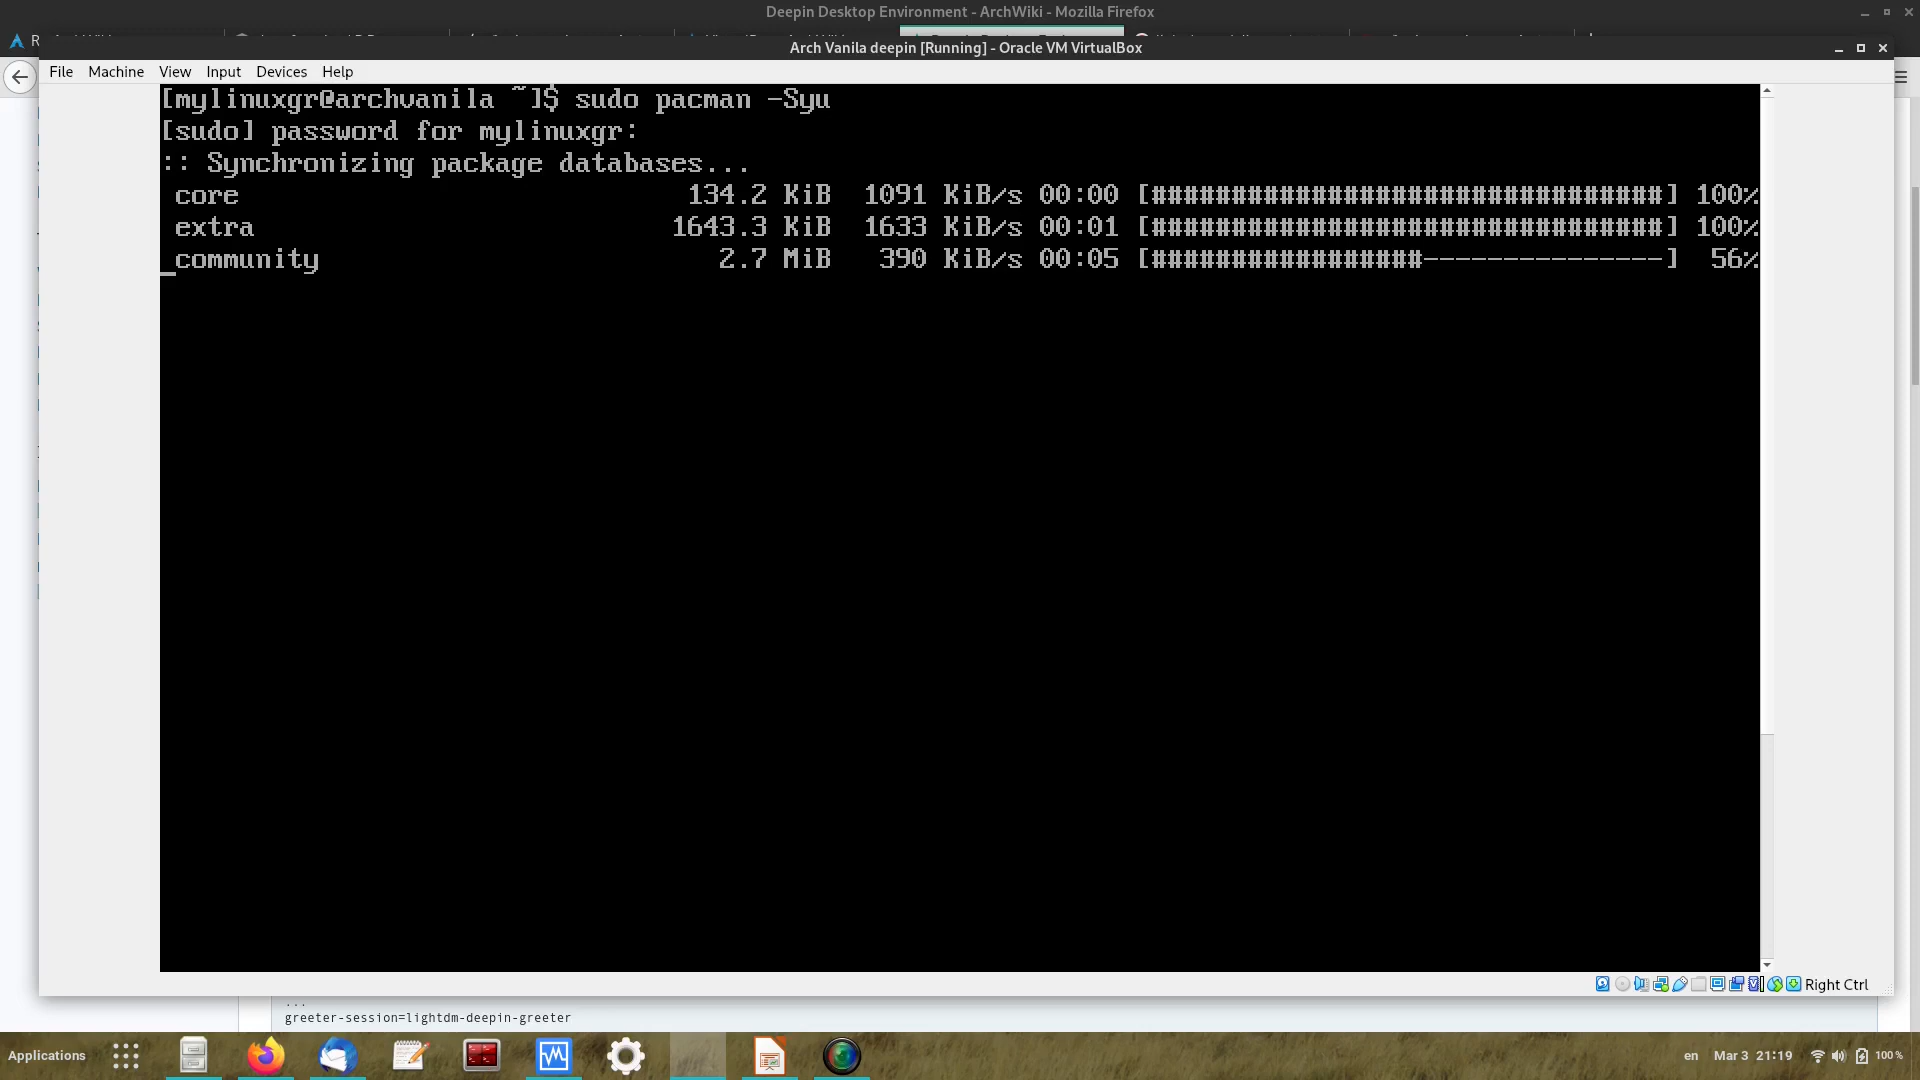 Deepin Desktop Environment - ArchWiki - Mozilla Firefox
Arch Vanila deepin [Running] - Oracle VM VirtualBox
File Machine View Input Devices Help
[mylinuxgr@archvanila ~]$ sudo pacman -Syu
[sudo] password for mylinuxgr:
:: Synchronizing package databases...
core 134.2 KiB 1091 KiB/s 00:00 [################################] 100%
extra 1643.3 KiB 1633 KiB/s 00:01 [################################] 100%
community 2.7 MiB 390 KiB/s 00:05 [#################---------------] 56%
Right Ctrl
...
greeter-session=lightdm-deepin-greeter
Applications
en Mar 3 21:19 100 %